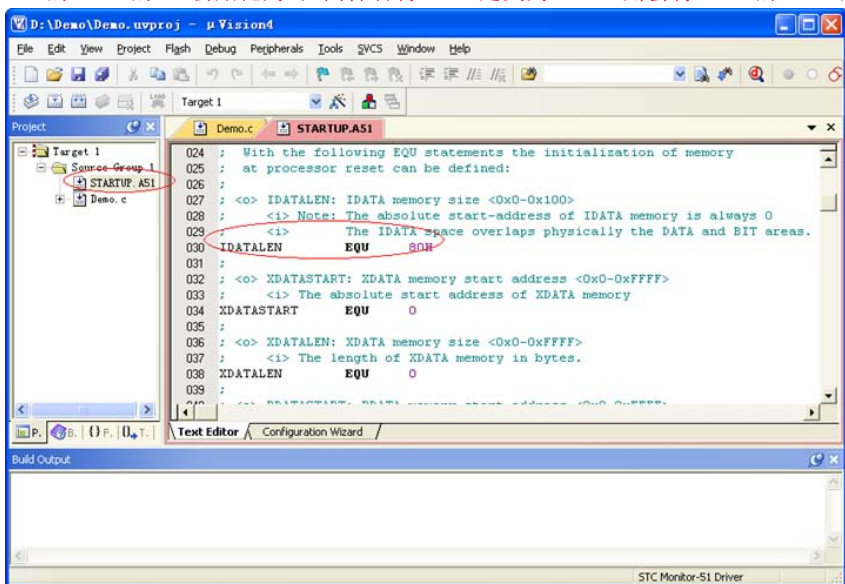 D:\Demo\Demo.uvproj - µVision4
File Edit View Project Flash Debug Peripherals Tools SVCS Window Help
Target 1
Project
Demo.c STARTUP.A51
Target 1
Source Group 1
STARTUP.A51
Demo.c
024 ; With the following EQU statements the initialization of memory
025 ; at processor reset can be defined:
026 ;
027 ; <o> IDATALEN: IDATA memory size <0x0-0x100>
028 ; <i> Note: The absolute start-address of IDATA memory is always 0
029 ; <i> The IDATA space overlaps physically the DATA and BIT areas.
030 IDATALEN EQU 80H
031 ;
032 ; <o> XDATASTART: XDATA memory start address <0x0-0xFFFF>
033 ; <i> The absolute start address of XDATA memory
034 XDATASTART EQU 0
035 ;
036 ; <o> XDATALEN: XDATA memory size <0x0-0xFFFF>
037 ; <i> The length of XDATA memory in bytes.
038 XDATALEN EQU 0
039 ;
P. B. {} F. 0 T.
Text Editor Configuration Wizard
Build Output
STC Monitor-51 Driver